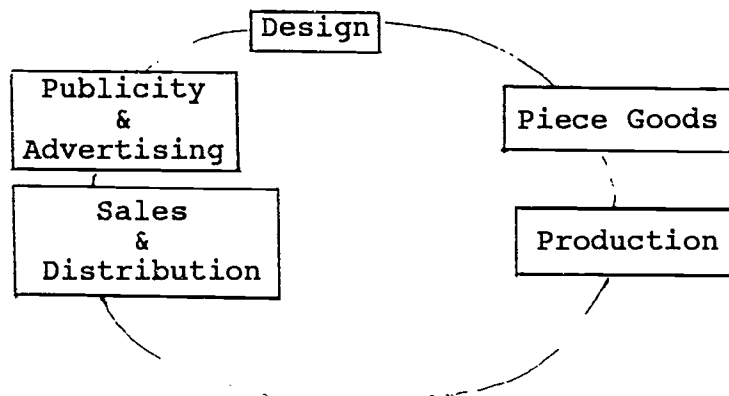 Design
Publicity
&
Advertising
Piece Goods
Sales
&
Distribution
Production